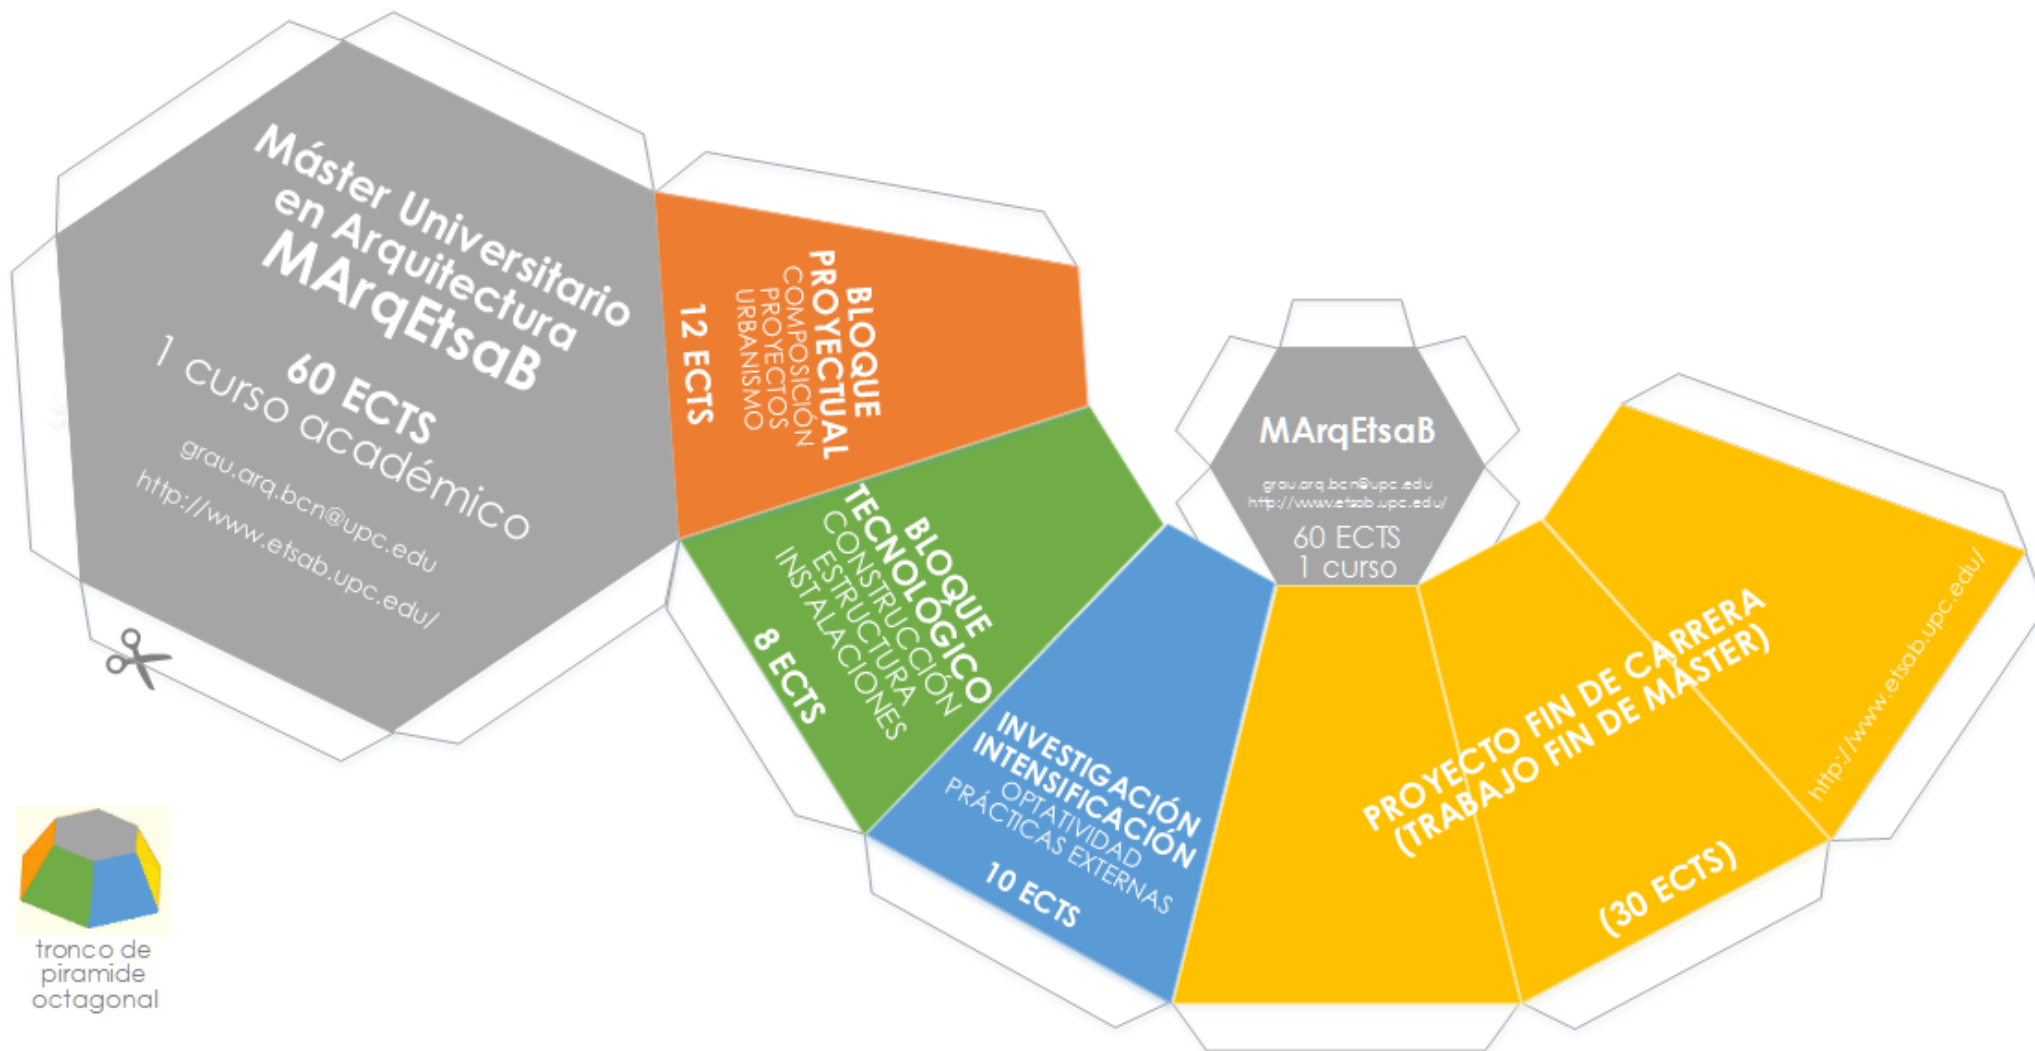 Máster Universitario
en Arquitectura
MArqEtsaB
60 ECTS
1 curso académico
grau.arq.bcn@upc.edu
http://www.etsab.upc.edu/
BLOQUE
PROYECTUAL
COMPOSICIÓN
PROYECTOS
URBANISMO
12 ECTS
BLOQUE
TECNOLÓGICO
CONSTRUCCIÓN
ESTRUCTURA
INSTALACIONES
8 ECTS
INVESTIGACIÓN
INTENSIFICACIÓN
OPTATIVIDAD
PRÁCTICAS EXTERNAS
10 ECTS
MArqEtsaB
grau.arq.bcn@upc.edu
http://www.etsab.upc.edu/
60 ECTS
1 curso
PROYECTO FIN DE CARRERA
(TRABAJO FIN DE MÁSTER)
(30 ECTS)
http://www.etsab.upc.edu/
tronco de
piramide
octagonal